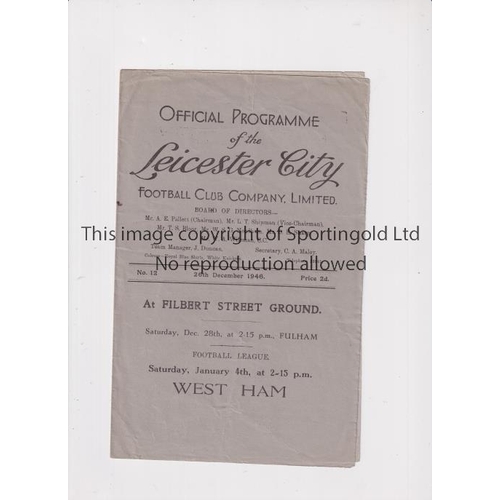 OFFICIAL PROGRAMME
of the
Leicester City
FOOTBALL CLUB COMPANY, LIMITED.
BOARD OF DIRECTORS—
Mr. A. E. Pallett (Chairman), Mr. L. T. Shipman (Vice-Chairman),
This image copyright of Sportingold Ltd
Team Manager, J. Duncan. Secretary, C. A. Maley
No reproduction allowed
No. 13 26th December 1946. Price 2d.
At FILBERT STREET GROUND.
Saturday, Dec. 28th, at 2-15 p.m., FULHAM
FOOTBALL LEAGUE.
Saturday, January 4th, at 2-15 p.m.
WEST HAM